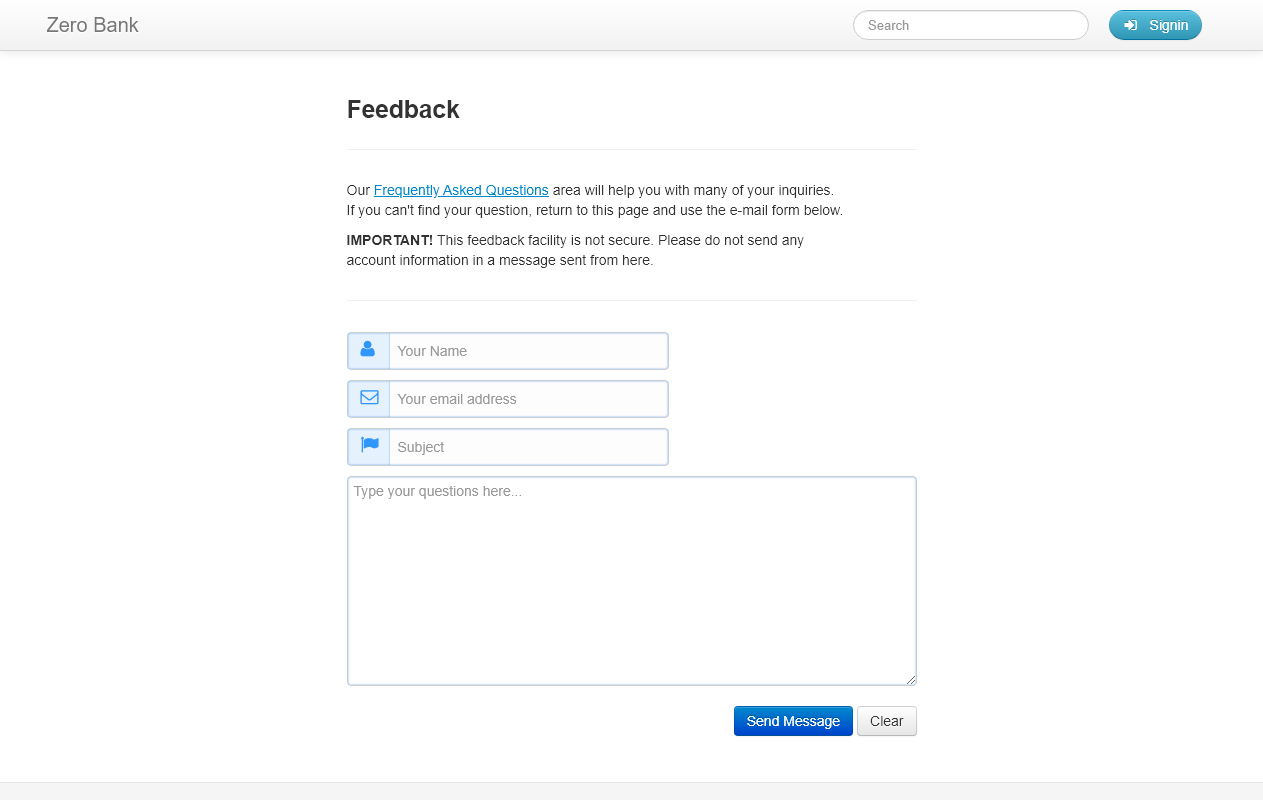 Zero Bank
Search
Signin
Feedback
Our Frequently Asked Questions area will help you with many of your inquiries.
If you can't find your question, return to this page and use the e-mail form below.
IMPORTANT! This feedback facility is not secure. Please do not send any
account information in a message sent from here.
Your Name
Your email address
Subject
Type your questions here...
Send Message
Clear